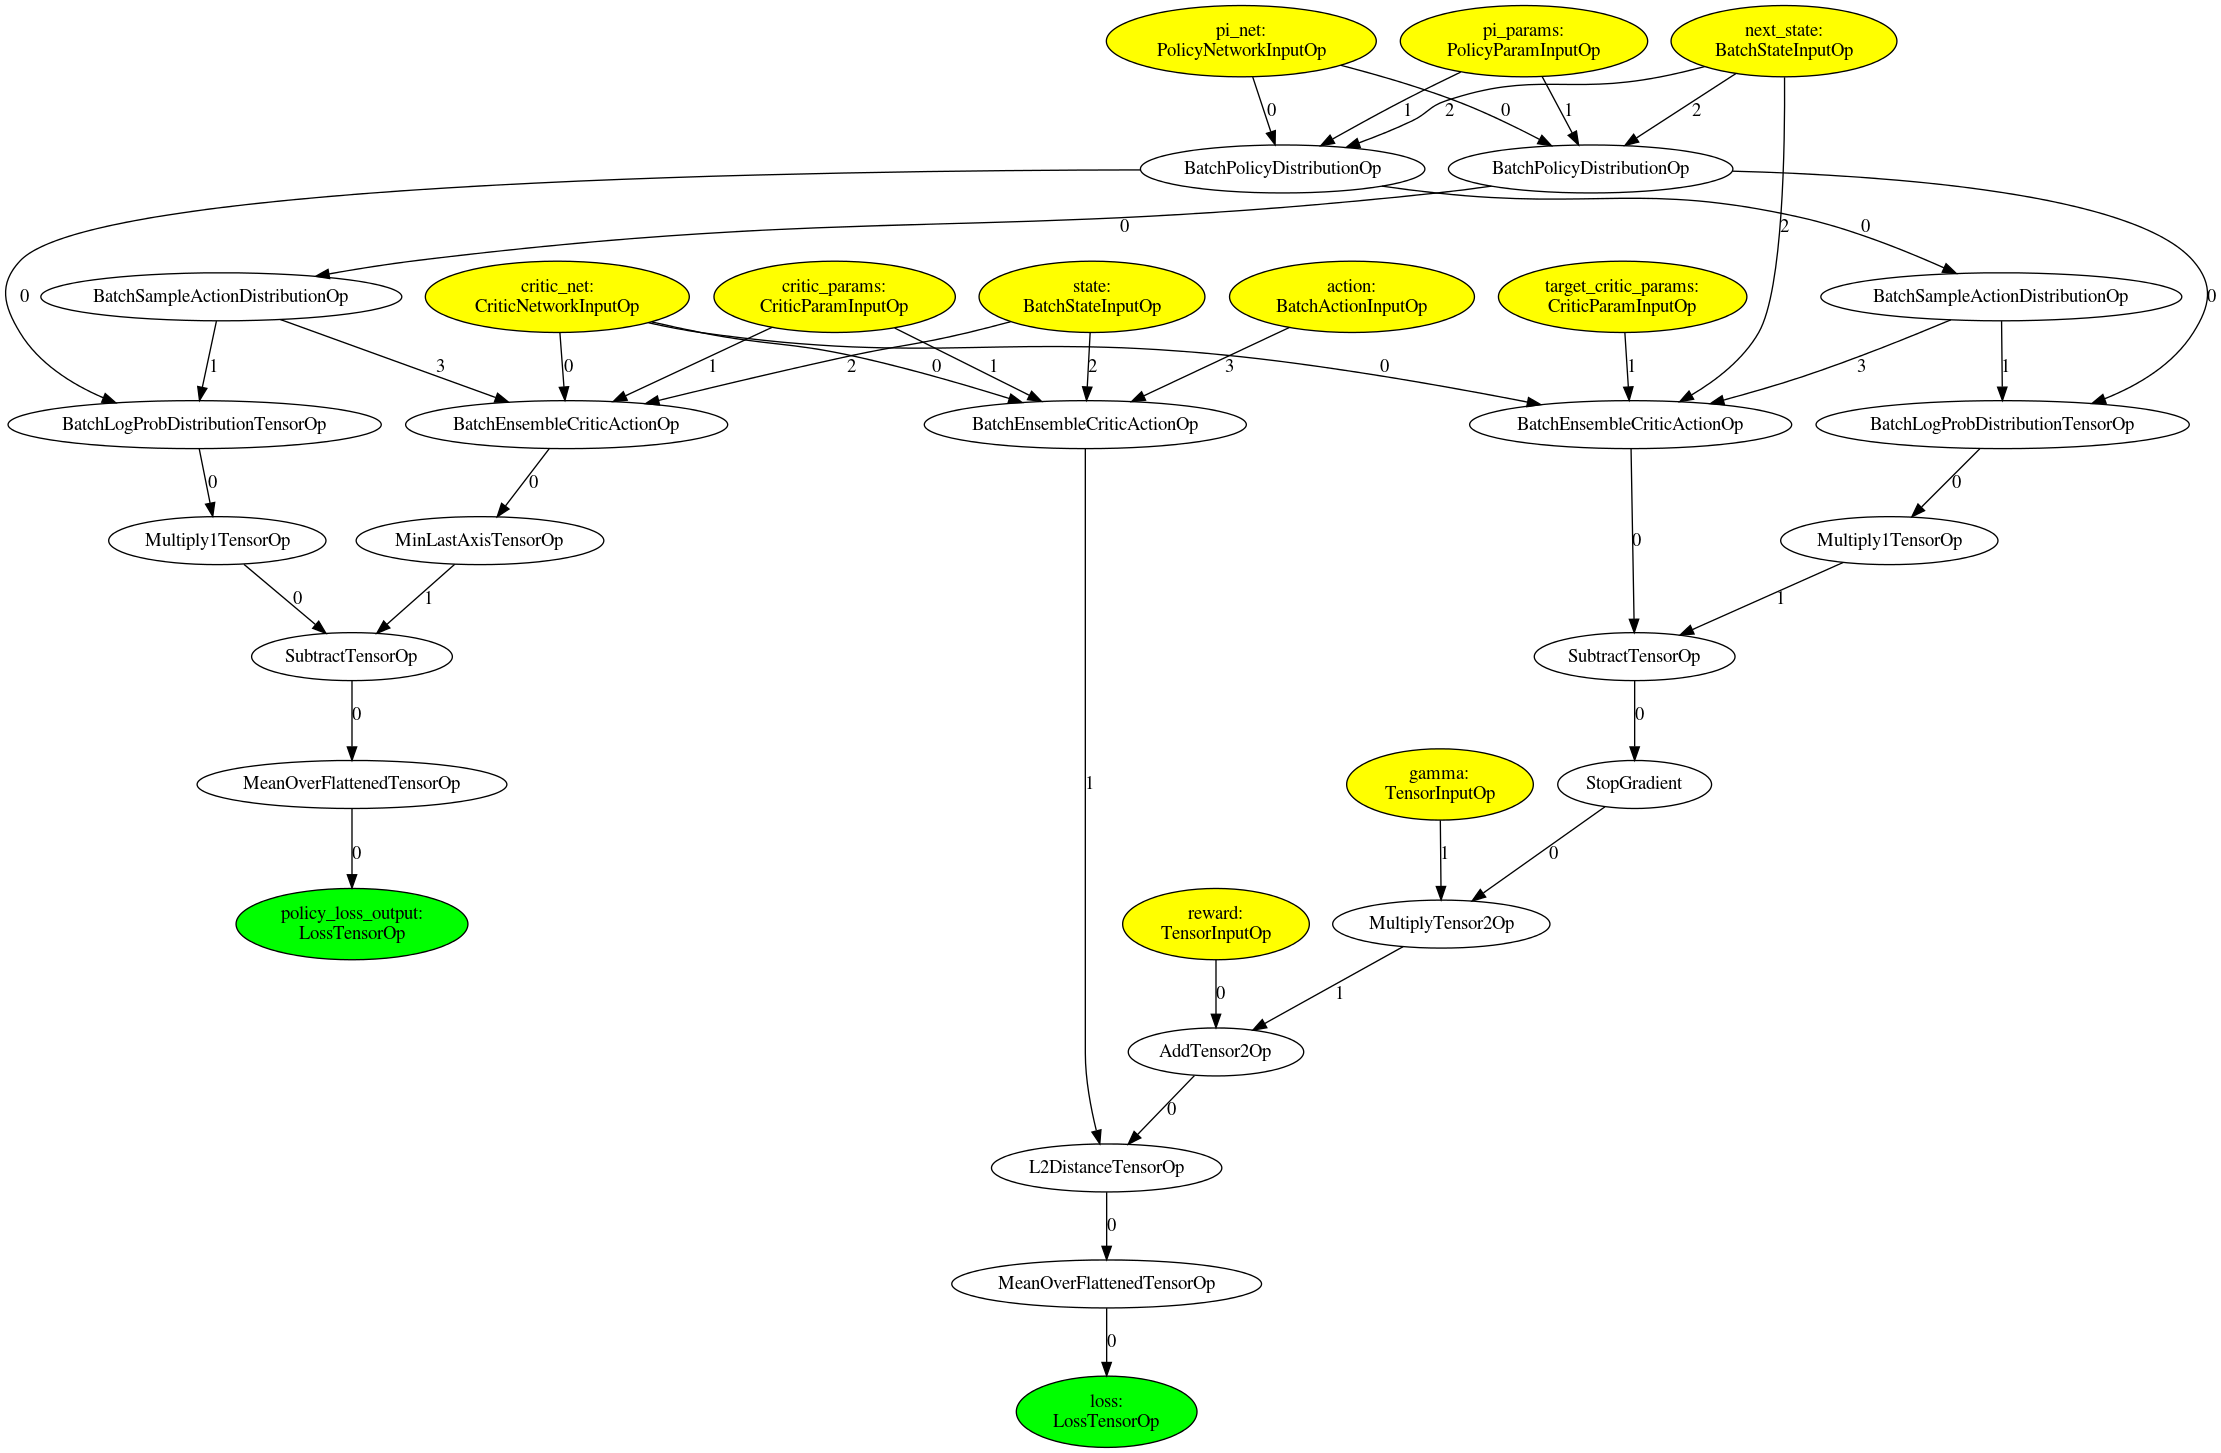 pi_net:
PolicyNetworkInputOp
pi_params:
PolicyParamInputOp
next_state:
BatchStateInputOp
0
1
2
0
1
2
BatchPolicyDistributionOp
BatchPolicyDistributionOp
0
2
0
0
BatchSampleActionDistributionOp
critic_net:
CriticNetworkInputOp
critic_params:
CriticParamInputOp
state:
BatchStateInputOp
action:
BatchActionInputOp
target_critic_params:
CriticParamInputOp
BatchSampleActionDistributionOp
0
1
3
0
1
2
0
1
2
3
0
1
3
1
BatchLogProbDistributionTensorOp
BatchEnsembleCriticActionOp
BatchEnsembleCriticActionOp
BatchEnsembleCriticActionOp
BatchLogProbDistributionTensorOp
0
0
0
Multiply1TensorOp
MinLastAxisTensorOp
0
Multiply1TensorOp
0
1
1
SubtractTensorOp
SubtractTensorOp
0
0
MeanOverFlattenedTensorOp
1
gamma:
TensorInputOp
StopGradient
0
1
0
policy_loss_output:
LossTensorOp
reward:
TensorInputOp
MultiplyTensor2Op
0
1
AddTensor2Op
0
L2DistanceTensorOp
0
MeanOverFlattenedTensorOp
0
loss:
LossTensorOp